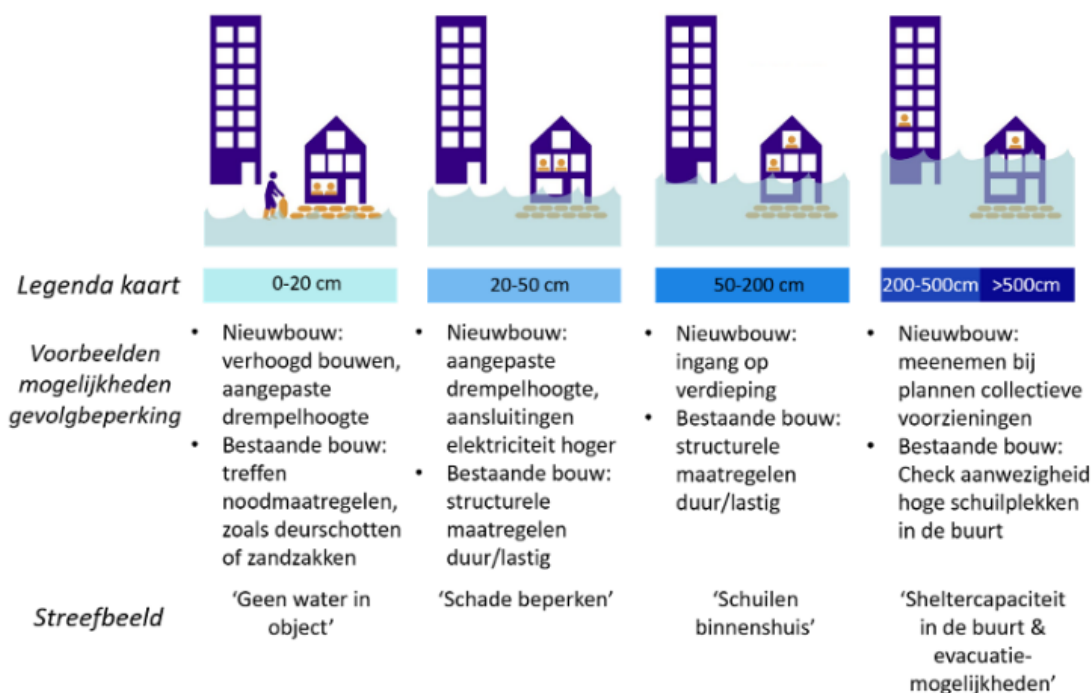 Legenda kaart
0-20 cm
20-50 cm
50-200 cm
200-500cm
>500cm
Voorbeelden
mogelijkheden
gevolgbeperking
• Nieuwbouw:
verhoogd bouwen,
aangepaste
drempelhoogte
• Bestaande bouw:
treffen
noodmaatregelen,
zoals deurschotten
of zandzakken
• Nieuwbouw:
aangepaste
drempelhoogte,
aansluitingen
elektriciteit hoger
• Bestaande bouw:
structurele
maatregelen
duur/lastig
• Nieuwbouw:
ingang op
verdieping
• Bestaande bouw:
structurele
maatregelen
duur/lastig
• Nieuwbouw:
meenemen bij
plannen collectieve
voorzieningen
• Bestaande bouw:
Check aanwezigheid
hoge schuilplekken
in de buurt
Streefbeeld
‘Geen water in
object’
‘Schade beperken’
‘Schuilen
binnenshuis’
‘Sheltercapaciteit
in de buurt &
evacuatie-
mogelijkheden’